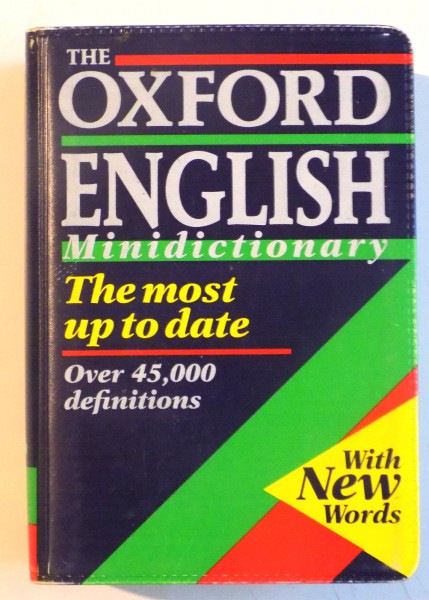 THE
OXFORD
ENGLISH
Minidictionary
The most
up to date
Over 45,000
definitions
With
New
Words